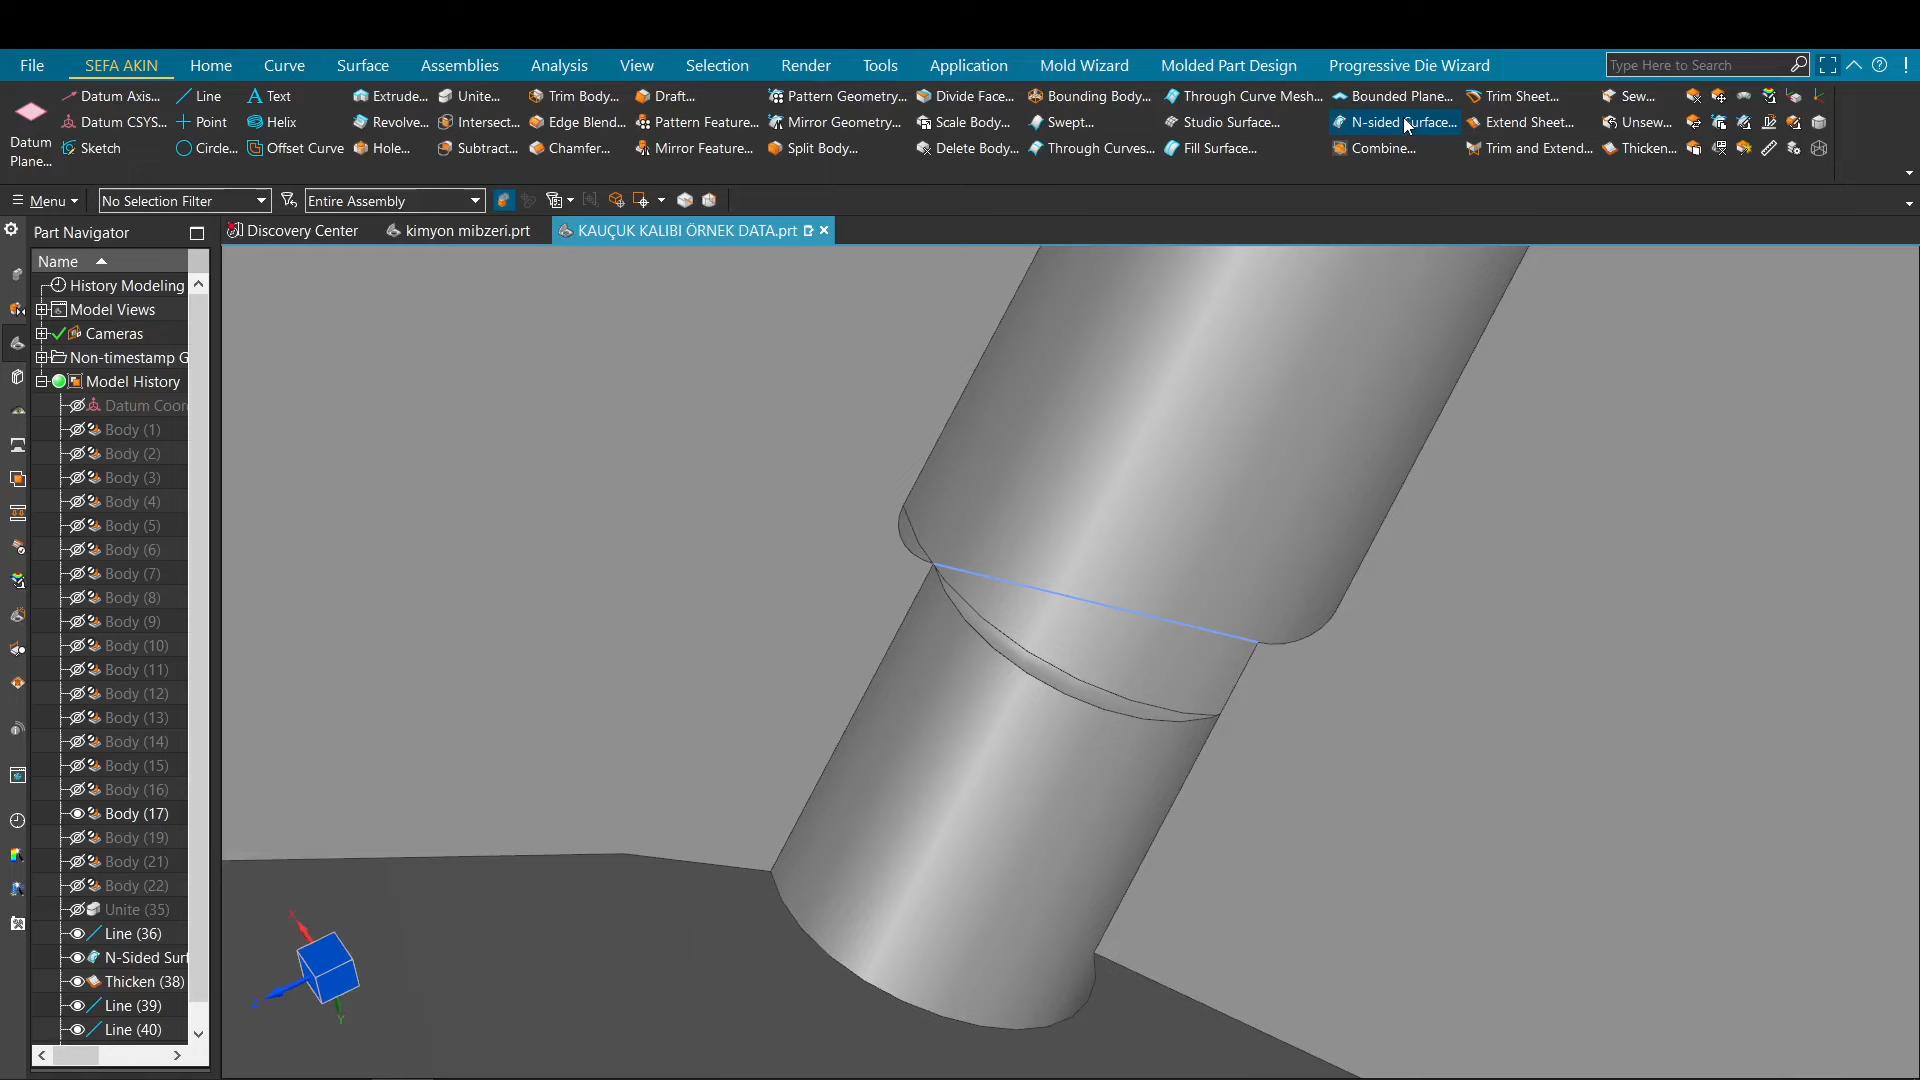 File SEFA AKIN Home Curve Surface Assemblies Analysis View Selection Render Tools Application Mold Wizard Molded Part Design Progressive Die Wizard Type Here to Search
Datum Axis... Line Text Extrude... Unite... Trim Body... Draft... Pattern Geometry... Divide Face... Bounding Body... Through Curve Mesh... Bounded Plane... Trim Sheet... Sew...
Datum CSYS... Point Helix Revolve... Intersect... Edge Blend... Pattern Feature... Mirror Geometry... Scale Body... Swept... Studio Surface... N-sided Surface... Extend Sheet... Unsew...
Datum Plane... Sketch Circle... Offset Curve Hole... Subtract... Chamfer... Mirror Feature... Split Body... Delete Body... Through Curves... Fill Surface... Combine... Trim and Extend... Thicken...
Menu No Selection Filter Entire Assembly
Part Navigator Discovery Center kimyon mibzeri.prt KAUÇUK KALIBI ÖRNEK DATA.prt
Name
History Modeling
Model Views
Cameras
Non-timestamp G
Model History
Datum Coor
Body (1)
Body (2)
Body (3)
Body (4)
Body (5)
Body (6)
Body (7)
Body (8)
Body (9)
Body (10)
Body (11)
Body (12)
Body (13)
Body (14)
Body (15)
Body (16)
Body (17)
Body (19)
Body (21)
Body (22)
Unite (35)
Line (36)
N-Sided Surf
Thicken (38)
Line (39)
Line (40)
X
Z
Y